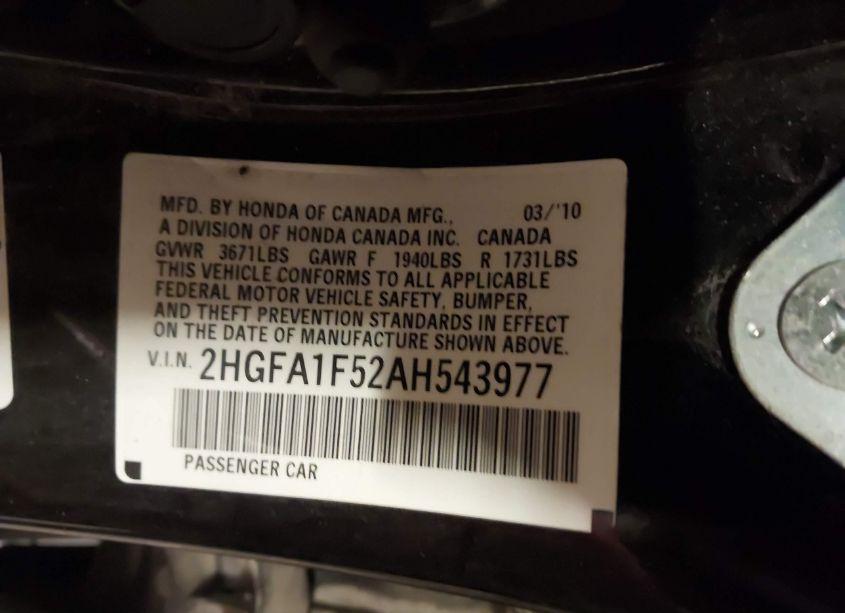 MFD. BY HONDA OF CANADA MFG., 03/'10
A DIVISION OF HONDA CANADA INC. CANADA
GVWR 3671LBS GAWR F 1940LBS R 1731LBS
THIS VEHICLE CONFORMS TO ALL APPLICABLE
FEDERAL MOTOR VEHICLE SAFETY, BUMPER,
AND THEFT PREVENTION STANDARDS IN EFFECT
ON THE DATE OF MANUFACTURE SHOWN ABOVE.
V.I.N. 2HGFA1F52AH543977
PASSENGER CAR